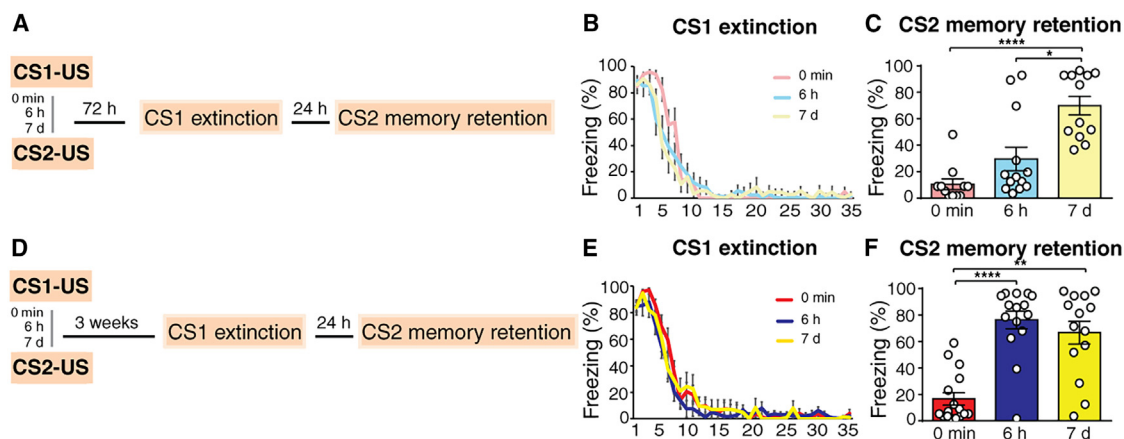 A
CS1-US
0 min
6 h
7 d
CS2-US
72 h
CS1 extinction
24 h
CS2 memory retention
B
CS1 extinction
Freezing (%)
100
80
60
40
20
0
1 5 10 15 20 25 30 35
0 min
6 h
7 d
C
CS2 memory retention
****
*
Freezing (%)
100
80
60
40
20
0
0 min 6 h 7 d
D
CS1-US
0 min
6 h
7 d
CS2-US
3 weeks
CS1 extinction
24 h
CS2 memory retention
E
CS1 extinction
Freezing (%)
100
80
60
40
20
0
1 5 10 15 20 25 30 35
0 min
6 h
7 d
F
CS2 memory retention
**
****
Freezing (%)
100
80
60
40
20
0
0 min 6 h 7 d